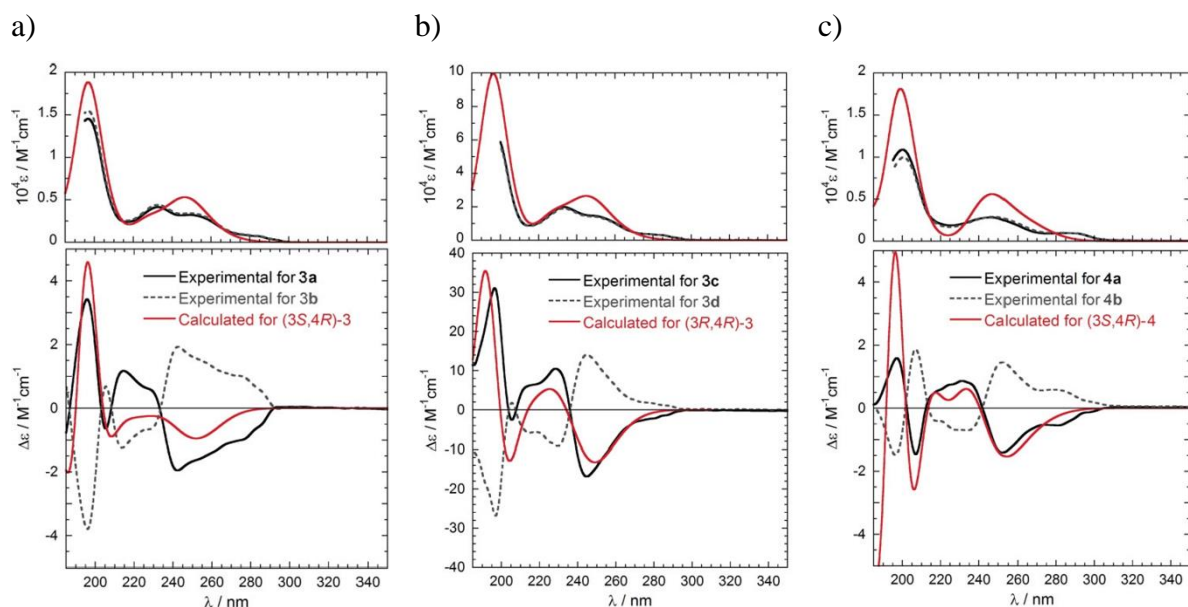 a)
b)
c)
2
1.5
1
0.5
0
10⁴ε / M⁻¹cm⁻¹
4
2
0
-2
-4
Δε / M⁻¹cm⁻¹
Experimental for 3a
Experimental for 3b
Calculated for (3S,4R)-3
200 220 240 260 280 300 320 340
λ / nm
10
8
6
4
2
0
10⁴ε / M⁻¹cm⁻¹
40
30
20
10
0
-10
-20
-30
-40
Δε / M⁻¹cm⁻¹
Experimental for 3c
Experimental for 3d
Calculated for (3R,4R)-3
200 220 240 260 280 300 320 340
λ / nm
2
1.5
1
0.5
0
10⁴ε / M⁻¹cm⁻¹
4
2
0
-2
-4
Δε / M⁻¹cm⁻¹
Experimental for 4a
Experimental for 4b
Calculated for (3S,4R)-4
200 220 240 260 280 300 320 340
λ / nm